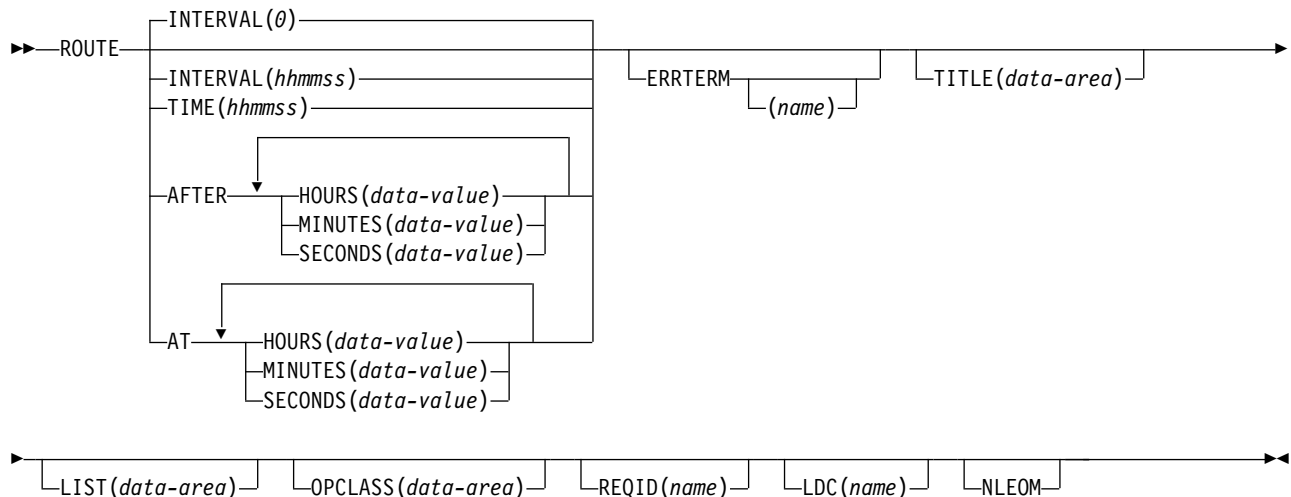 INTERVAL(0)
ROUTE
INTERVAL(hhmmss)
ERRTERM
TITLE(data-area)
TIME(hhmmss)
(name)
AFTER
HOURS(data-value)
MINUTES(data-value)
SECONDS(data-value)
AT
HOURS(data-value)
MINUTES(data-value)
SECONDS(data-value)
LIST(data-area)
OPCLASS(data-area)
REQID(name)
LDC(name)
NLEOM